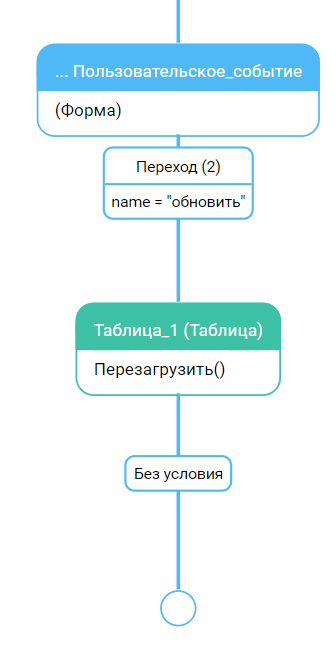 ... Пользовательское_событие
(Форма)
Переход (2)
name = "обновить"
Таблица_1 (Таблица)
Перезагрузить()
Без условия